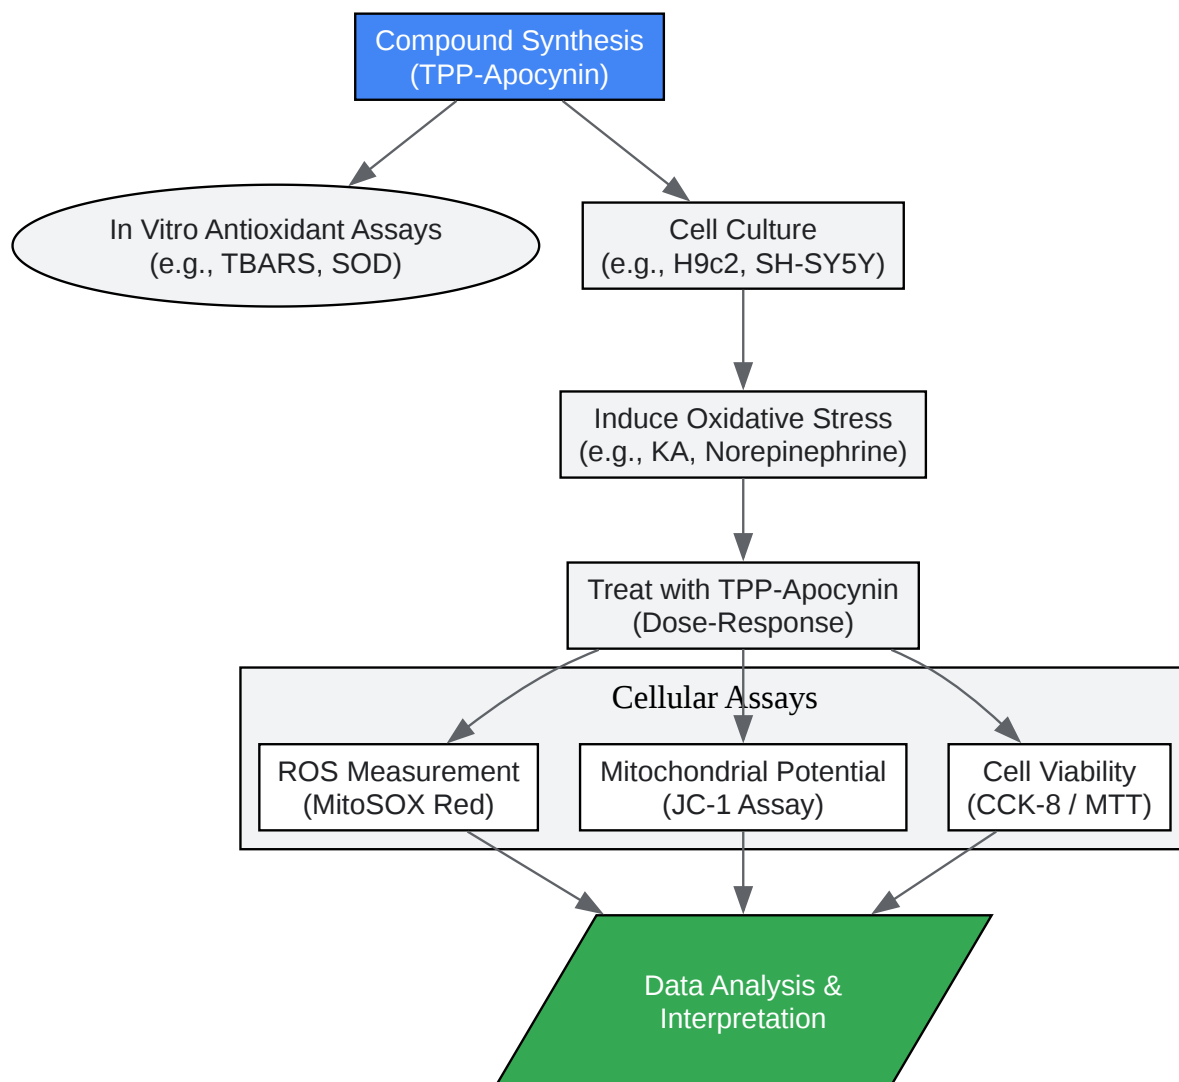 Compound Synthesis
(TPP-Apocynin)
In Vitro Antioxidant Assays
(e.g., TBARS, SOD)
Cell Culture
(e.g., H9c2, SH-SY5Y)
Induce Oxidative Stress
(e.g., KA, Norepinephrine)
Treat with TPP-Apocynin
(Dose-Response)
Cellular Assays
ROS Measurement
(MitoSOX Red)
Mitochondrial Potential
(JC-1 Assay)
Cell Viability
(CCK-8 / MTT)
Data Analysis &
Interpretation